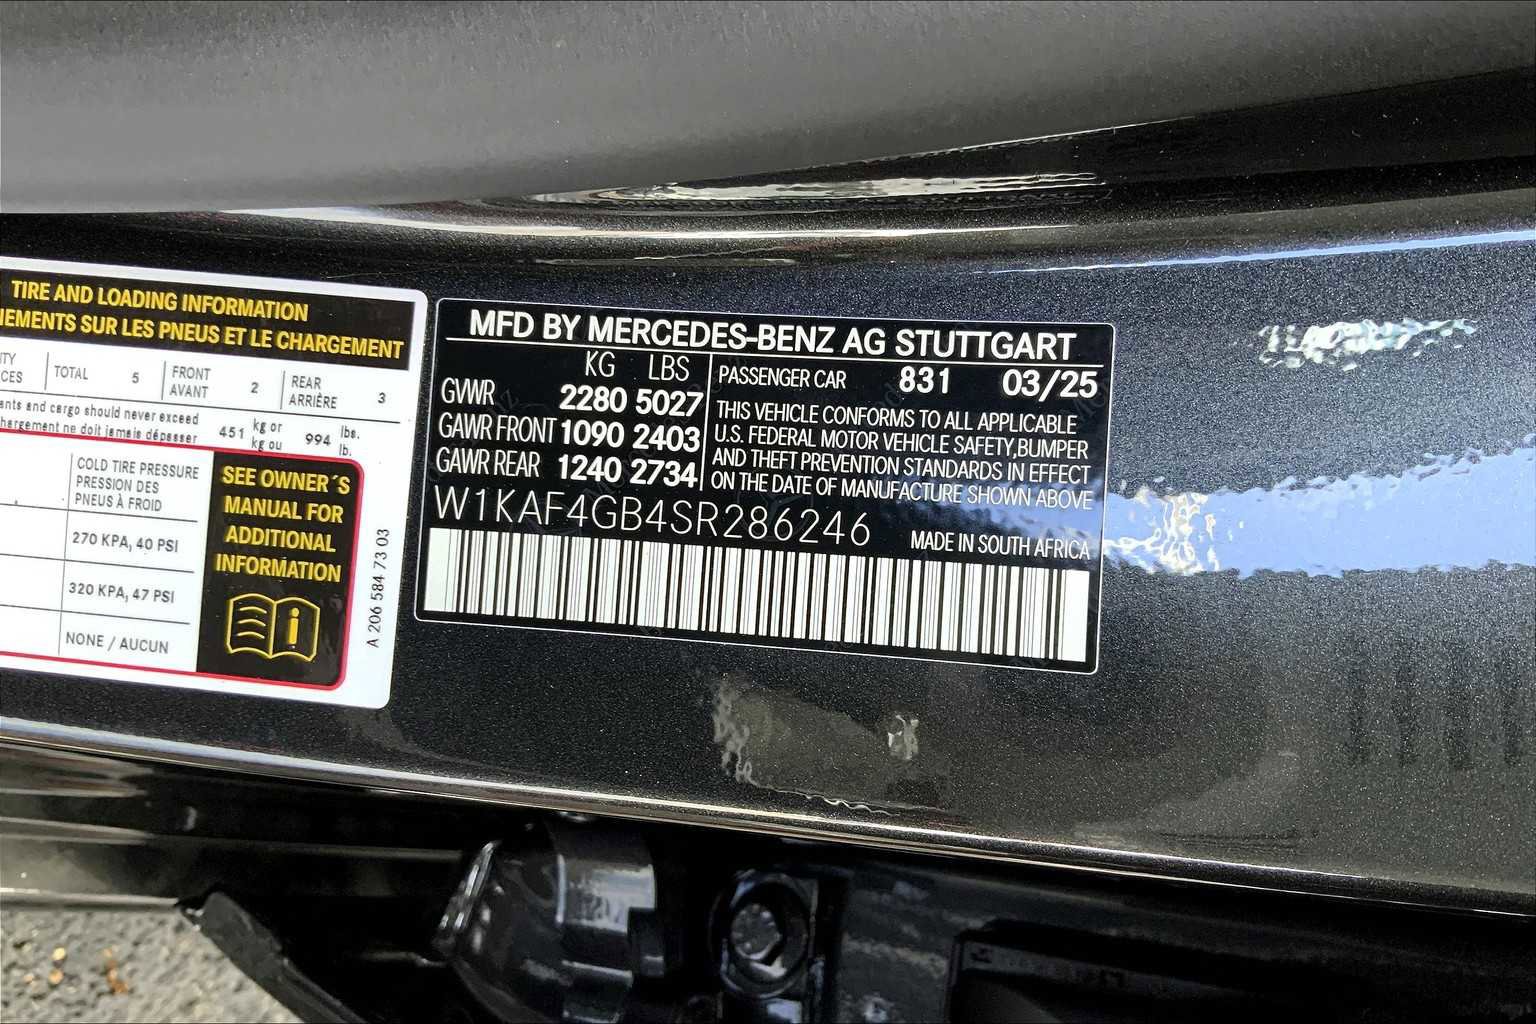 TIRE AND LOADING INFORMATION
NEMENTS SUR LES PNEUS ET LE CHARGEMENT
TOTAL 5 FRONT AVANT 2 REAR ARRIÈRE 3
and cargo should never exceed
ne doit jamais dépasser
451 kg or kg ou 994 lbs. lb.
COLD TIRE PRESSURE
PRESSION DES
PNEUS À FROID
270 KPA, 40 PSI
320 KPA, 47 PSI
NONE / AUCUN
SEE OWNER´S
MANUAL FOR
ADDITIONAL
INFORMATION
A 206 584 73 03
MFD BY MERCEDES-BENZ AG STUTTGART
KG LBS
GVWR 2280 5027
GAWR FRONT 1090 2403
GAWR REAR 1240 2734
PASSENGER CAR 831 03/25
THIS VEHICLE CONFORMS TO ALL APPLICABLE
U.S. FEDERAL MOTOR VEHICLE SAFETY,BUMPER
AND THEFT PREVENTION STANDARDS IN EFFECT
ON THE DATE OF MANUFACTURE SHOWN ABOVE
W1KAF4GB4SR286246
MADE IN SOUTH AFRICA